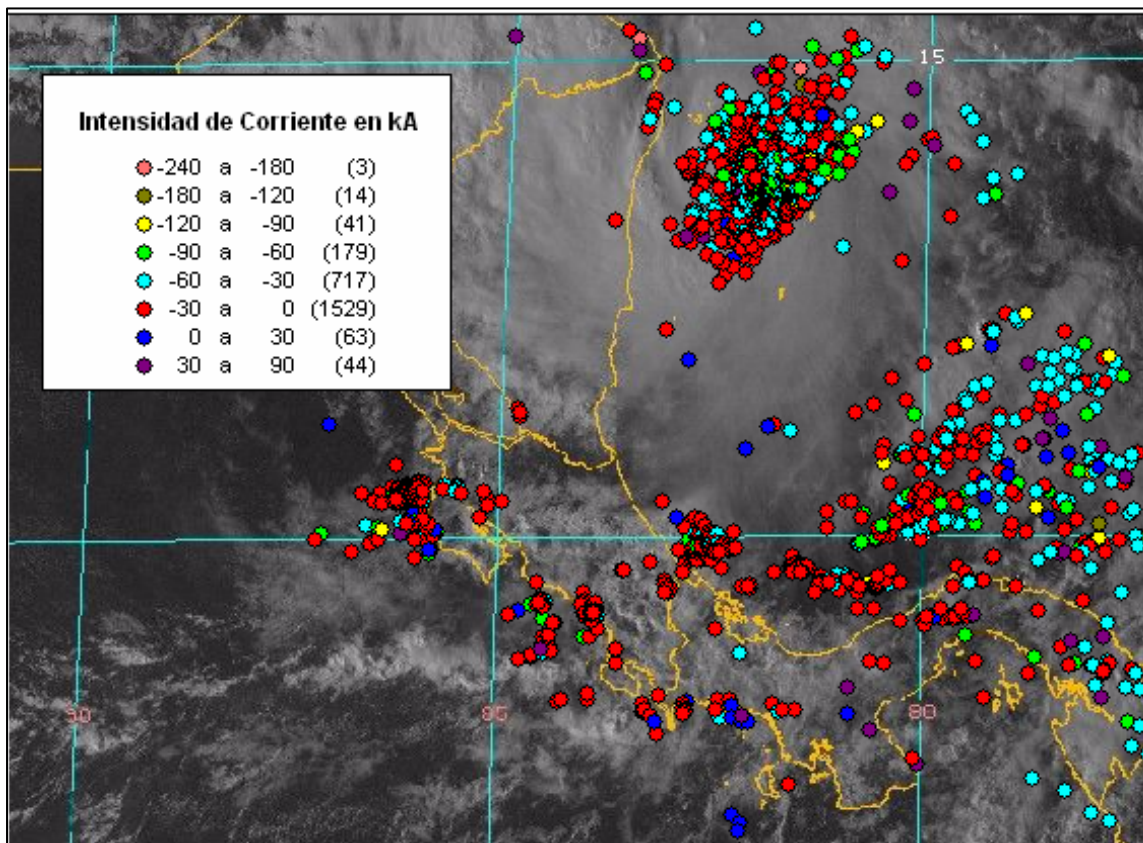 15
Intensidad de Corriente en kA
-240 a -180 (3)
-180 a -120 (14)
-120 a -90 (41)
-90 a -60 (179)
-60 a -30 (717)
-30 a 0 (1529)
0 a 30 (63)
30 a 90 (44)
90
85
80